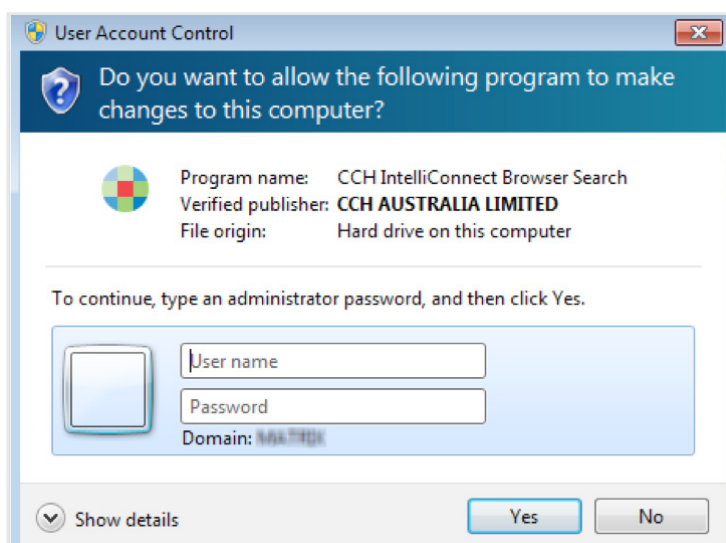 User Account Control
Do you want to allow the following program to make
changes to this computer?
Program name: CCH IntelliConnect Browser Search
Verified publisher: CCH AUSTRALIA LIMITED
File origin: Hard drive on this computer
To continue, type an administrator password, and then click Yes.
User name
Password
Domain:
Show details
Yes No